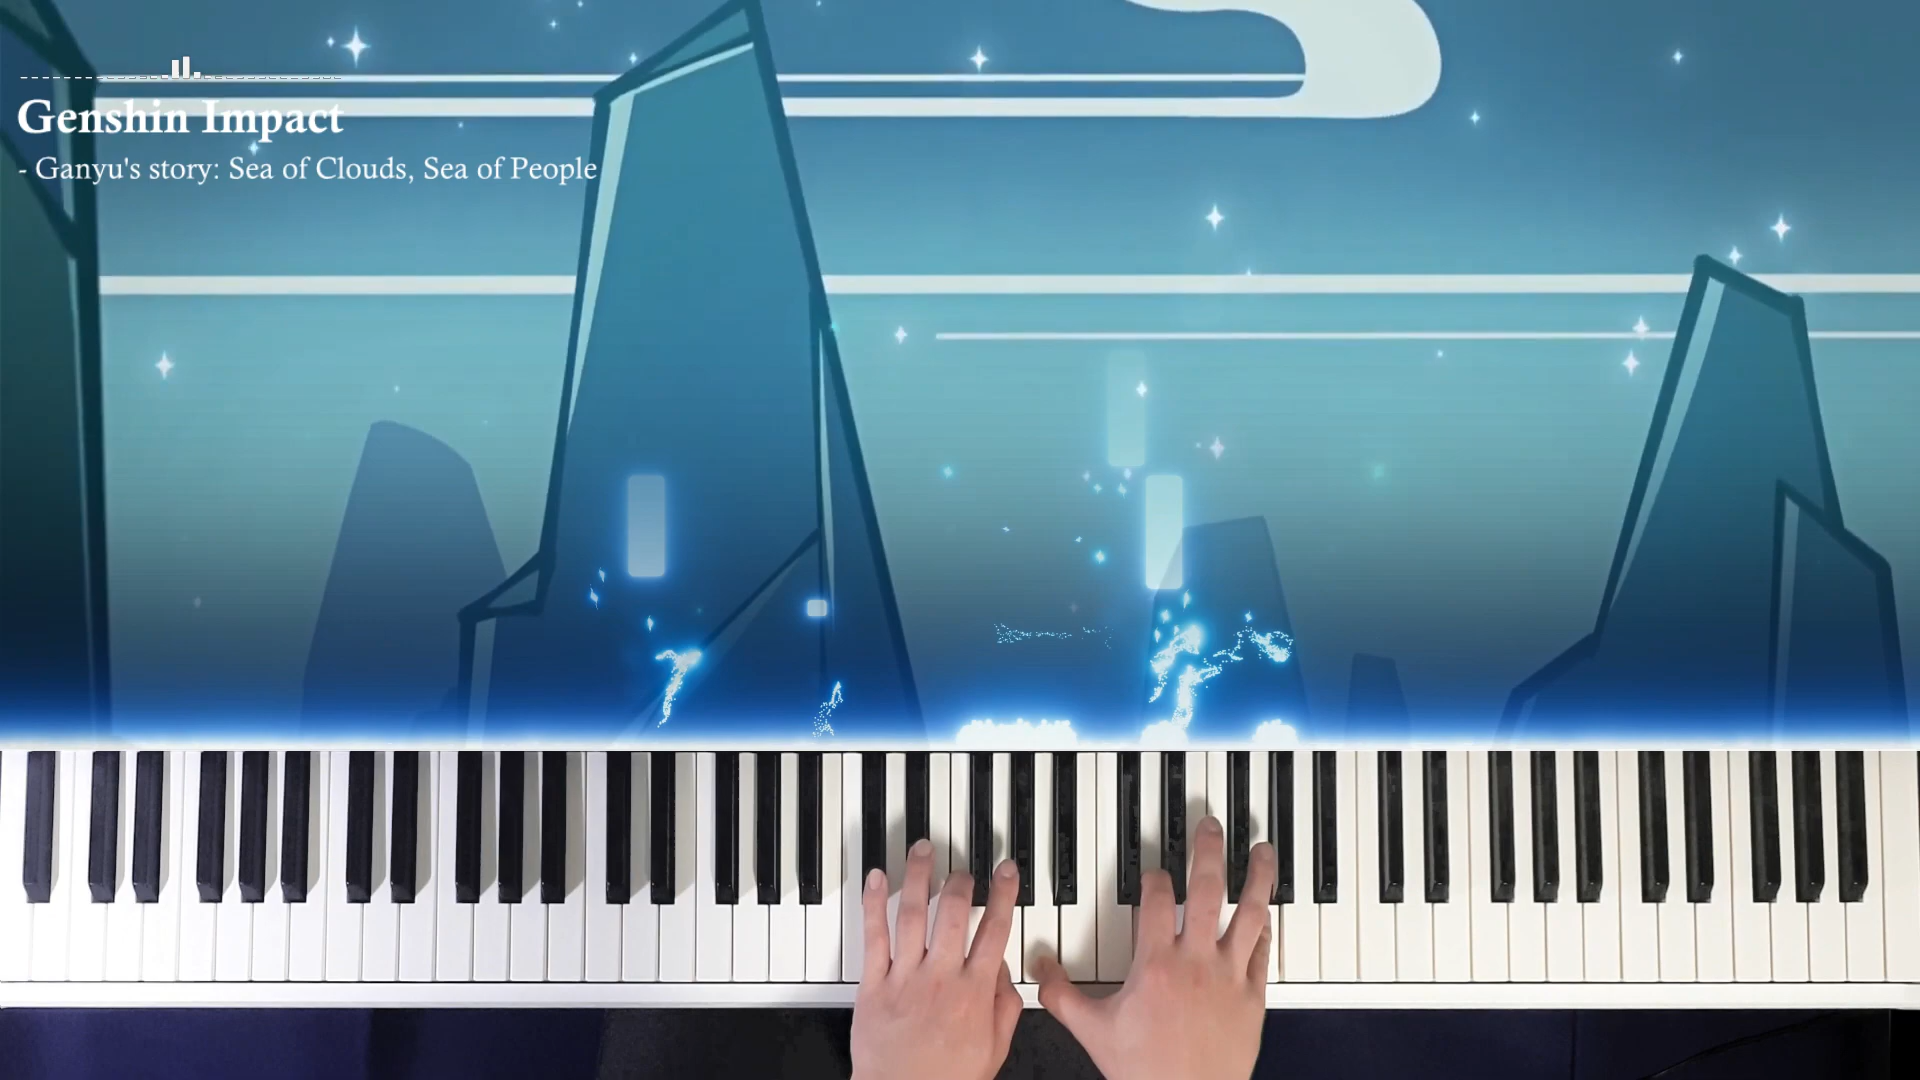 Genshin Impact
- Ganyu's story: Sea of Clouds, Sea of People